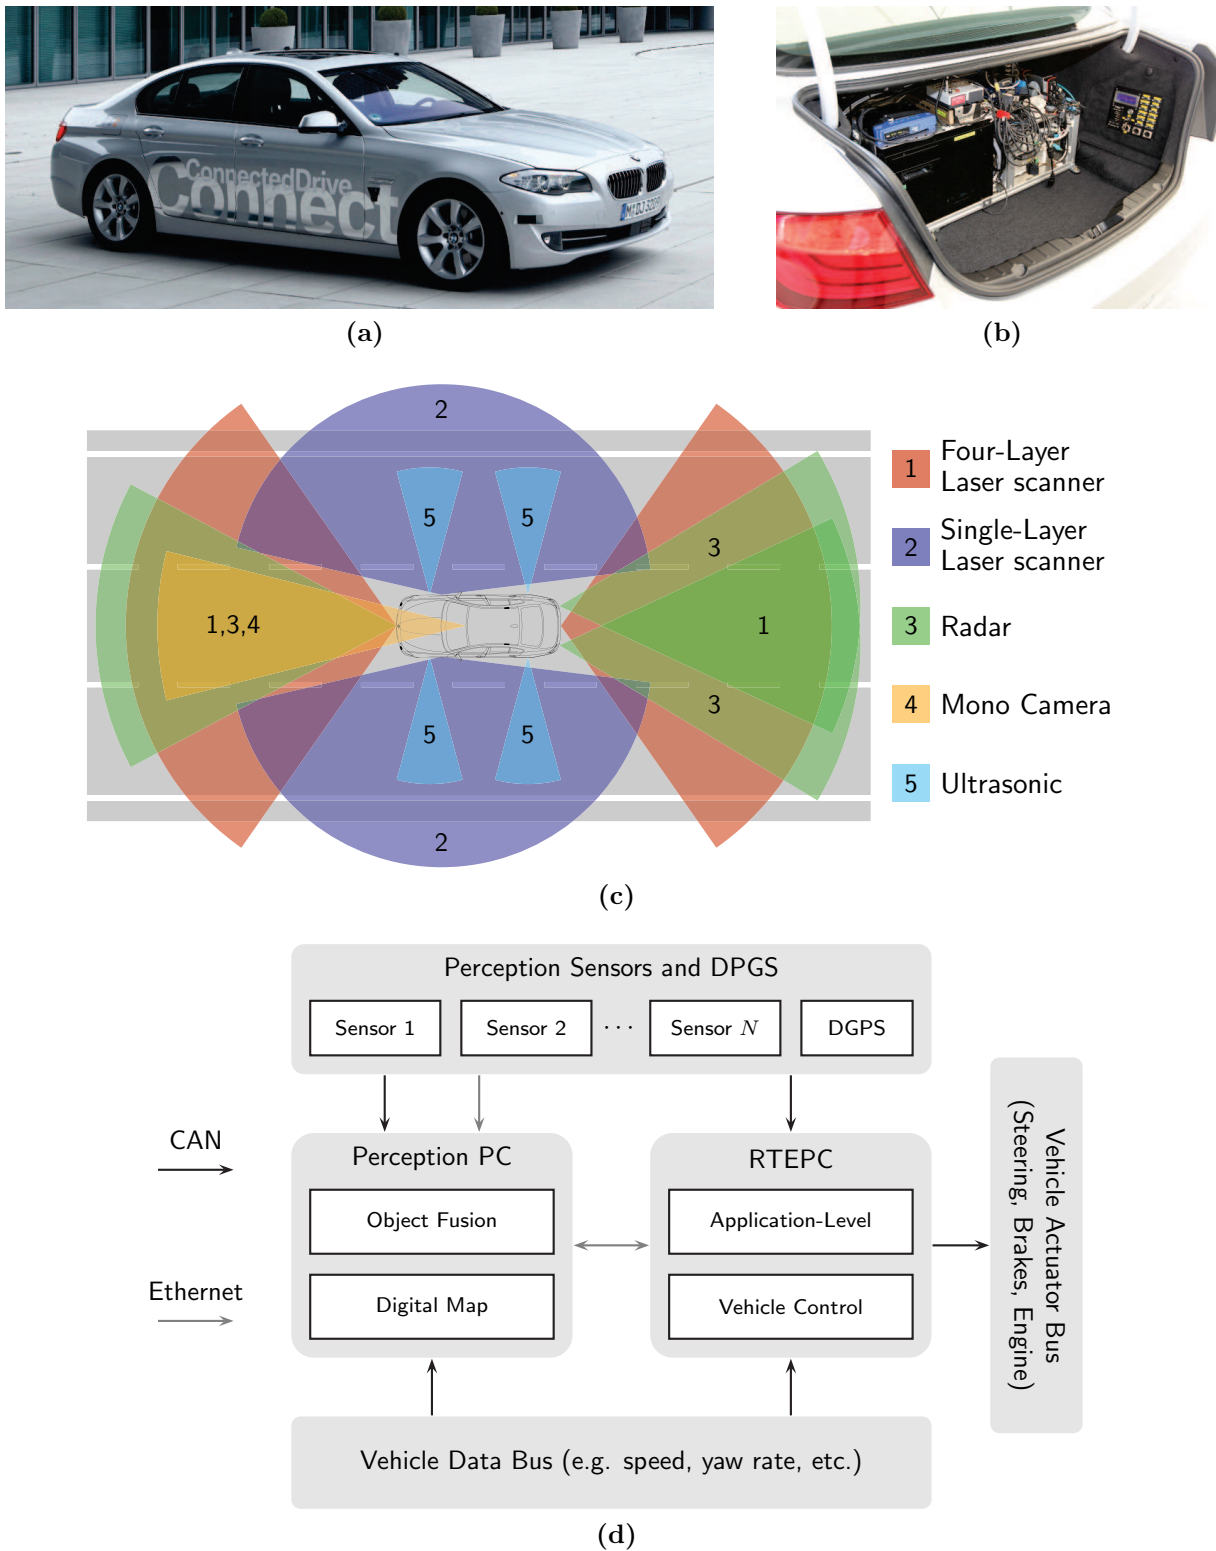 ConnectedDrive
Connect
(a)
(b)
2
5
5
3
1,3,4
1
3
5
5
2
1
Four-Layer
Laser scanner
2
Single-Layer
Laser scanner
3
Radar
4
Mono Camera
5
Ultrasonic
(c)
Perception Sensors and DPGS
Sensor 1
Sensor 2
···
Sensor N
DGPS
CAN
Ethernet
Perception PC
Object Fusion
Digital Map
RTEPC
Application-Level
Vehicle Control
Vehicle Actuator Bus
(Steering, Brakes, Engine)
Vehicle Data Bus (e.g. speed, yaw rate, etc.)
(d)